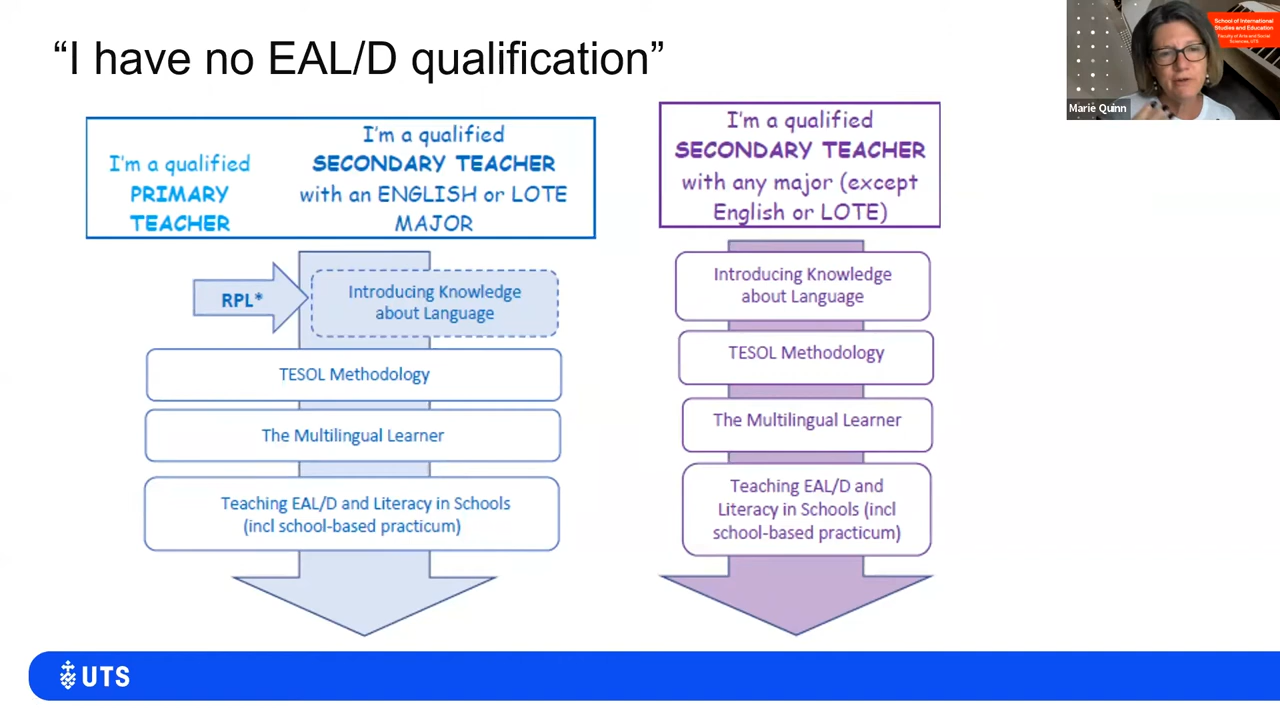 “I have no EAL/D qualification”
School of International
Studies and Education
Faculty of Arts and Social
Sciences, UTS
Marie Quinn
I’m a qualified
PRIMARY
TEACHER
I’m a qualified
SECONDARY TEACHER
with an ENGLISH or LOTE
MAJOR
RPL*
Introducing Knowledge
about Language
TESOL Methodology
The Multilingual Learner
Teaching EAL/D and Literacy in Schools
(incl school-based practicum)
I’m a qualified
SECONDARY TEACHER
with any major (except
English or LOTE)
Introducing Knowledge
about Language
TESOL Methodology
The Multilingual Learner
Teaching EAL/D and
Literacy in Schools (incl
school-based practicum)
UTS